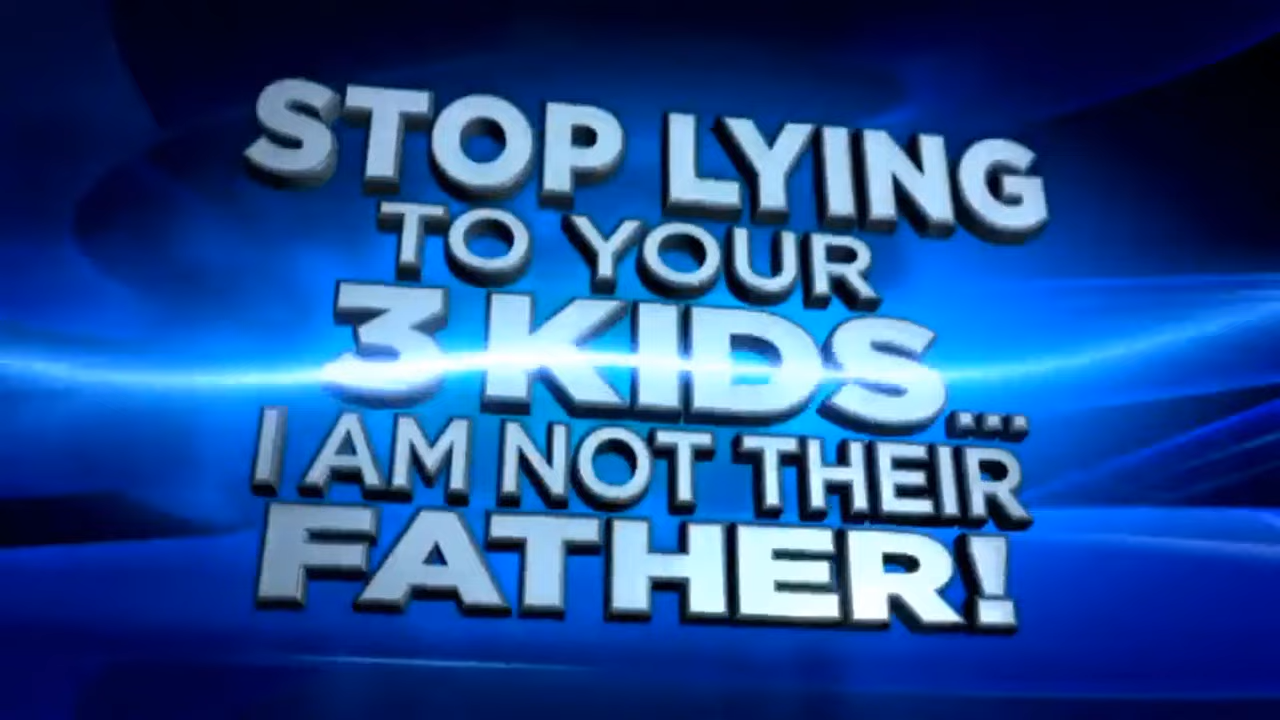 STOP LYING
TO YOUR
3 KIDS...
I AM NOT THEIR
FATHER!